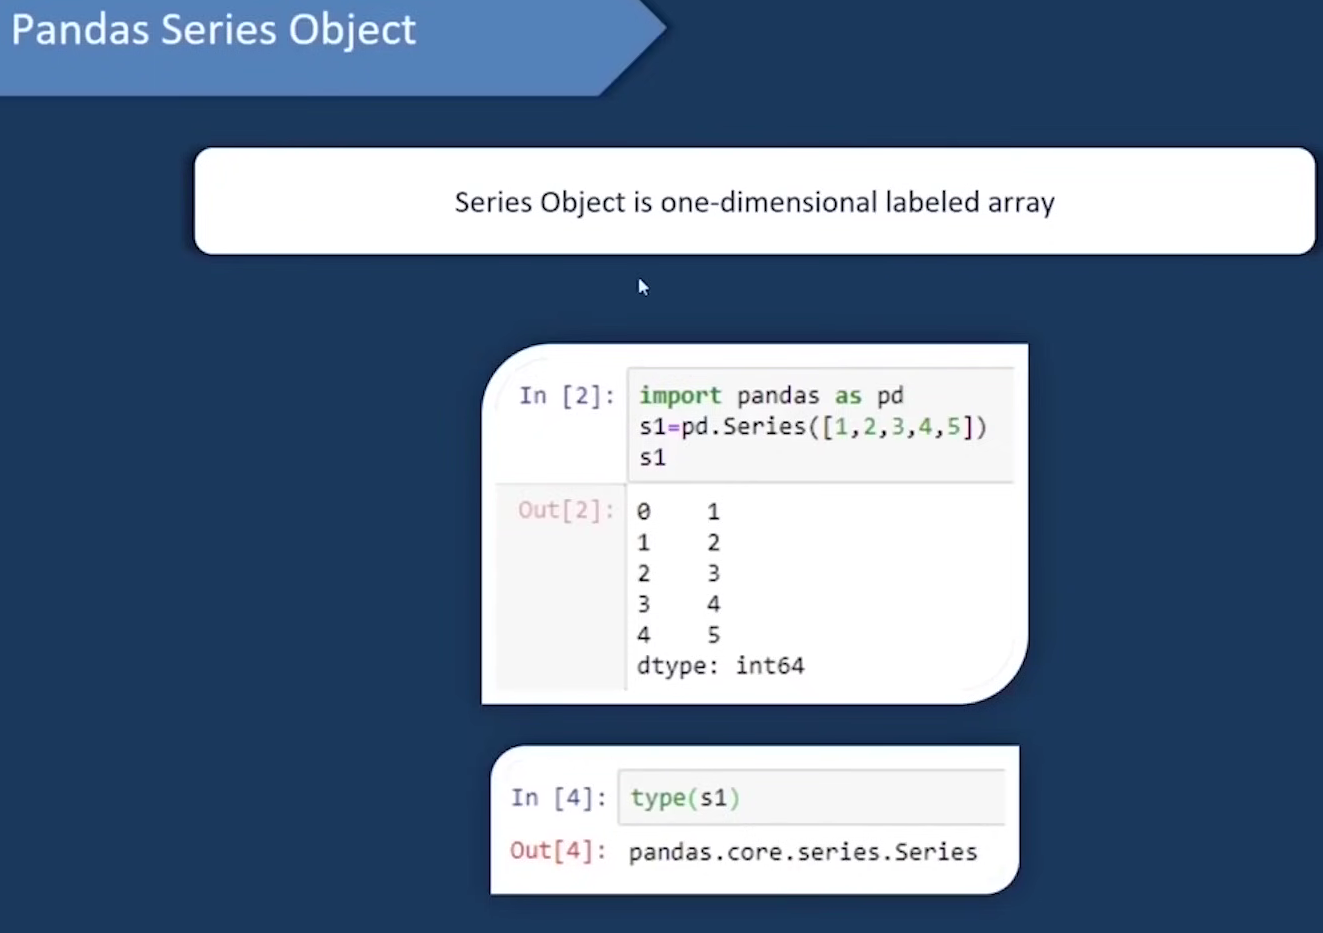 Pandas Series Object
Series Object is one-dimensional labeled array
In [2]: import pandas as pd
s1=pd.Series([1,2,3,4,5])
s1
Out[2]: 0 1
1 2
2 3
3 4
4 5
dtype: int64
In [4]: type(s1)
Out[4]: pandas.core.series.Series